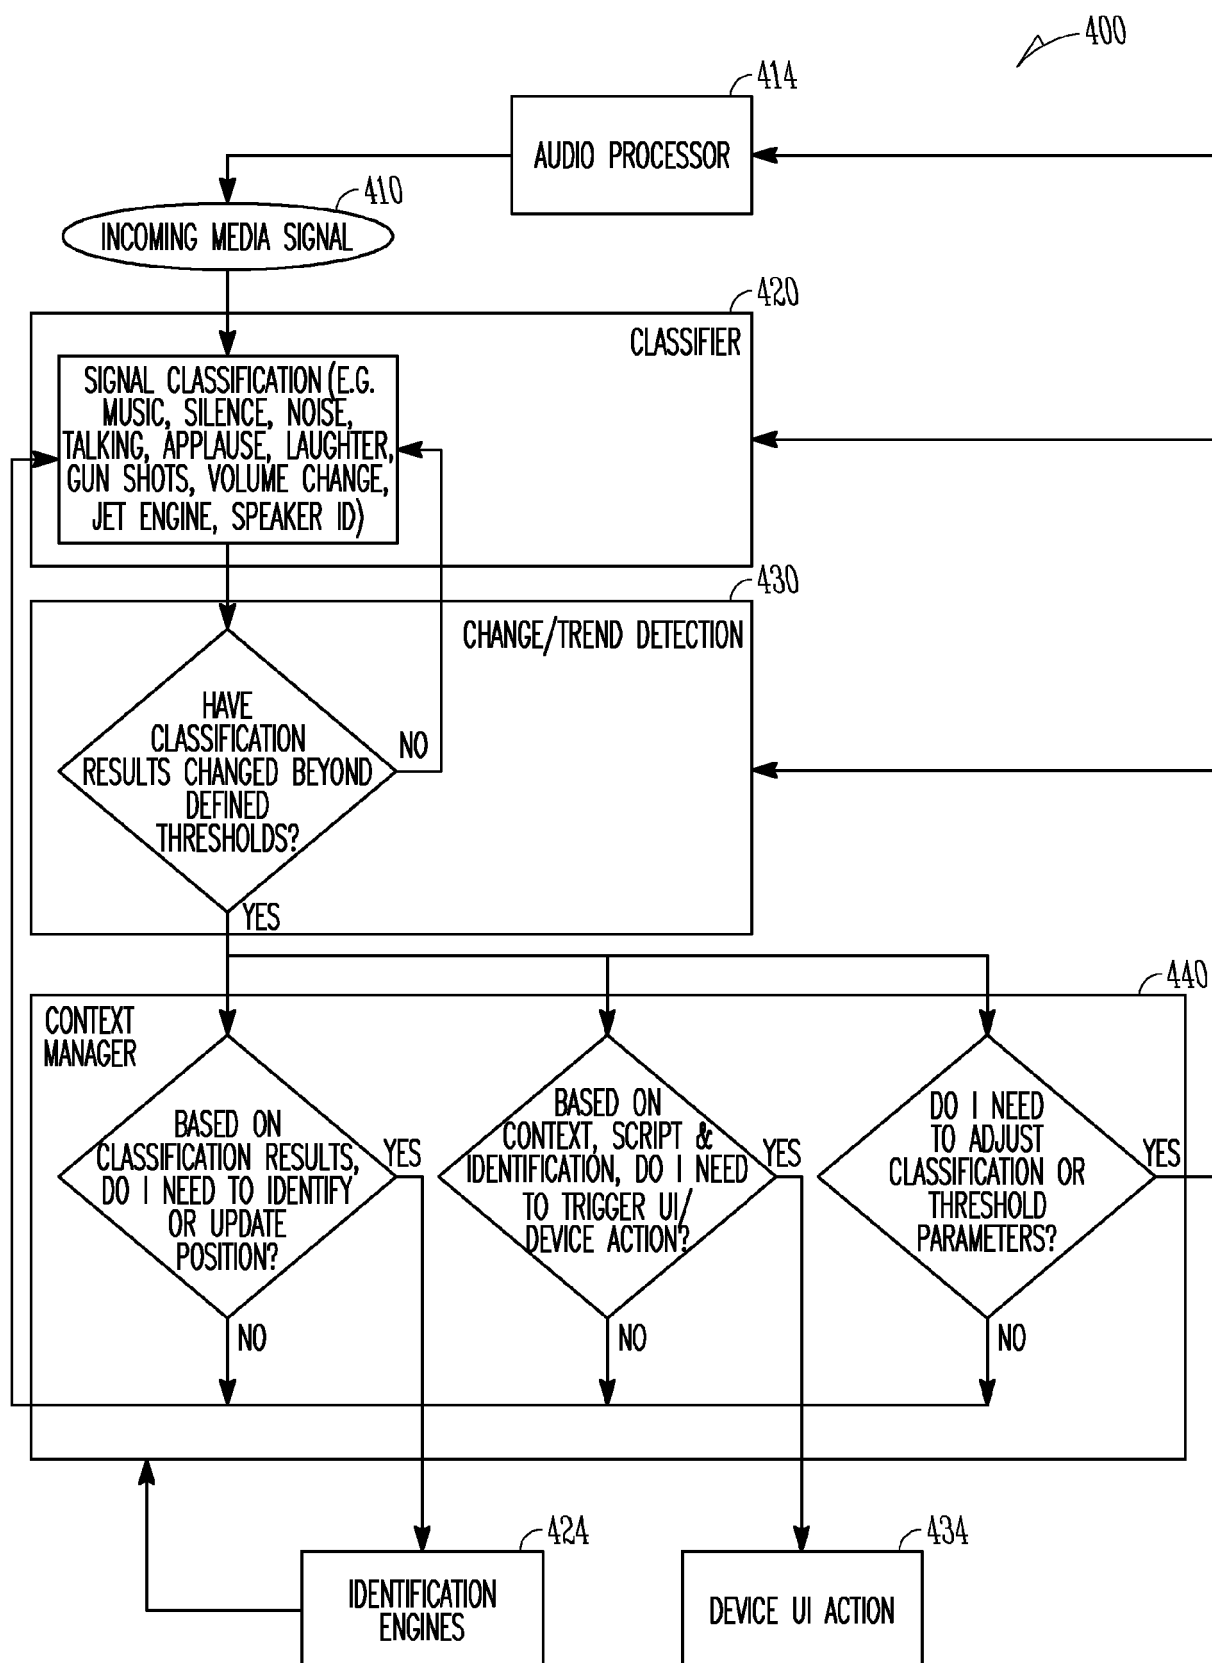 400
414
AUDIO PROCESSOR
410
INCOMING MEDIA SIGNAL
420
CLASSIFIER
SIGNAL CLASSIFICATION (E.G.
MUSIC, SILENCE, NOISE,
TALKING, APPLAUSE, LAUGHTER,
GUN SHOTS, VOLUME CHANGE,
JET ENGINE, SPEAKER ID)
430
CHANGE/TREND DETECTION
HAVE
CLASSIFICATION
RESULTS CHANGED BEYOND
DEFINED
THRESHOLDS?
NO
YES
440
CONTEXT
MANAGER
BASED ON
CLASSIFICATION RESULTS,
DO I NEED TO IDENTIFY
OR UPDATE
POSITION?
YES
NO
BASED ON
CONTEXT, SCRIPT &
IDENTIFICATION, DO I NEED
TO TRIGGER UI/
DEVICE ACTION?
YES
NO
DO I NEED
TO ADJUST
CLASSIFICATION OR
THRESHOLD
PARAMETERS?
YES
NO
424
IDENTIFICATION
ENGINES
434
DEVICE UI ACTION